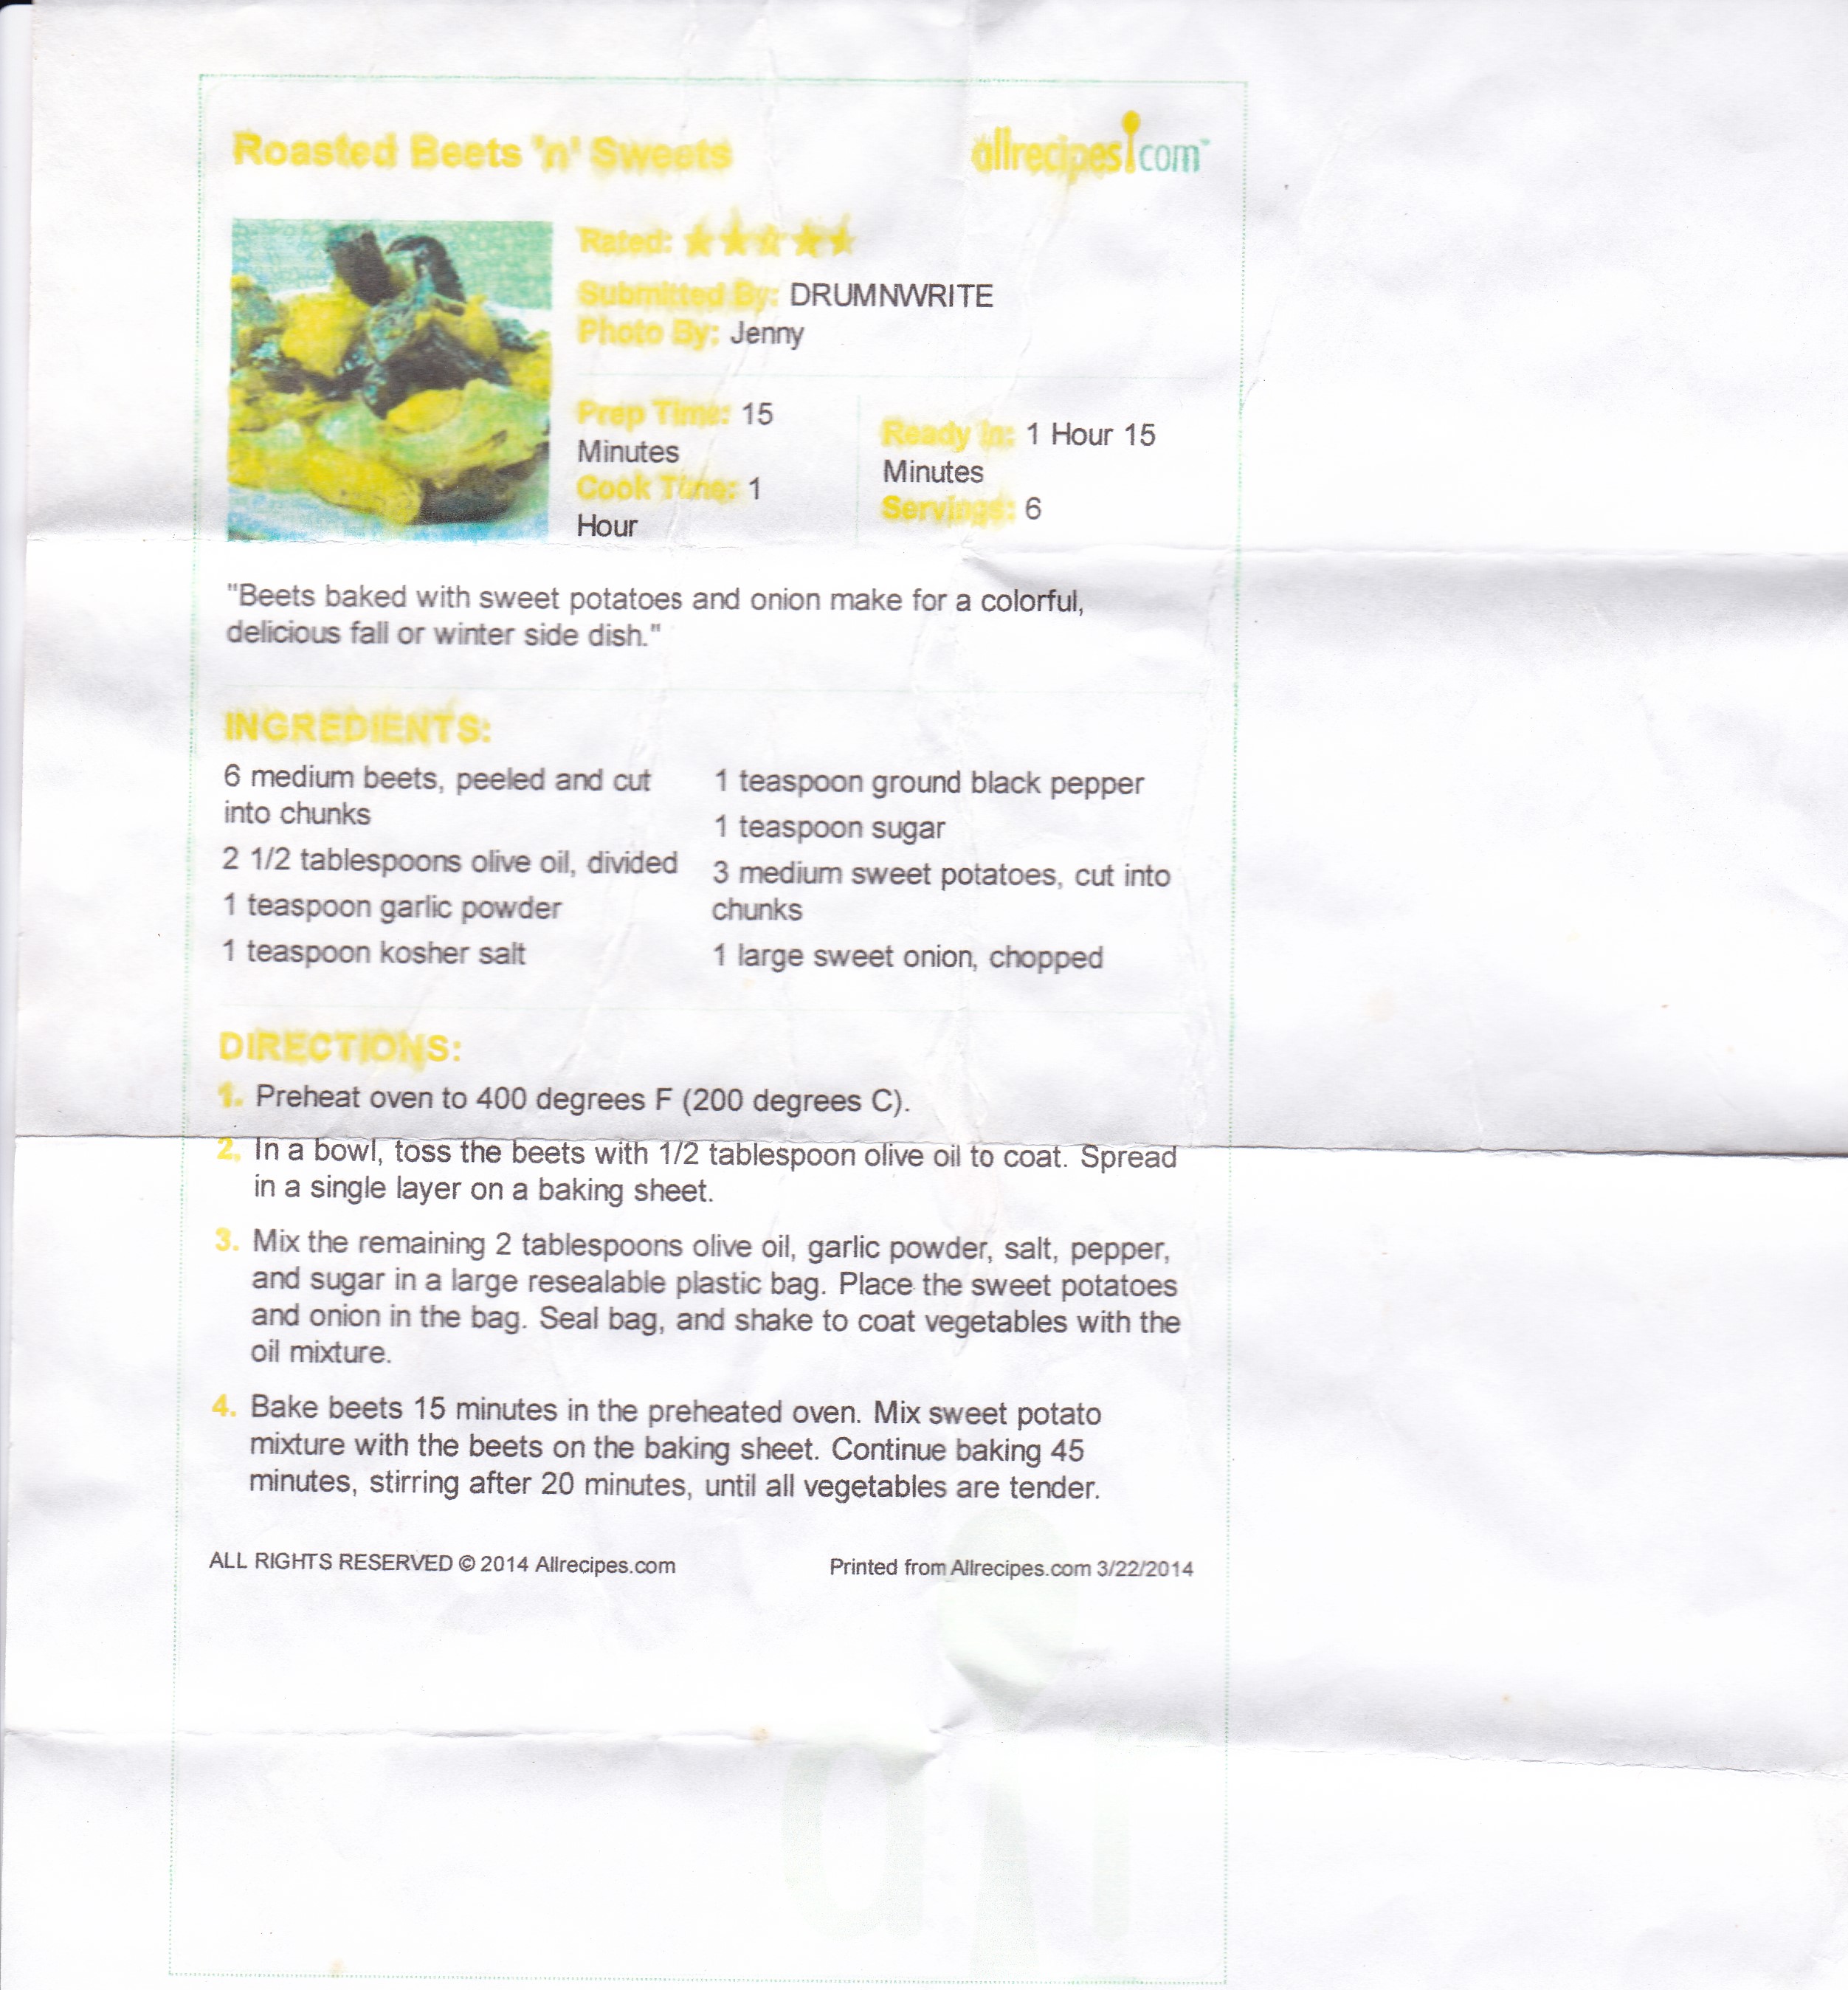 Roasted Beets 'n' Sweets
allrecipes.com
Rated:
Submitted By: DRUMNWRITE
Photo By: Jenny
Prep Time: 15
Minutes
Cook Time: 1
Hour
Ready In: 1 Hour 15
Minutes
Servings: 6
"Beets baked with sweet potatoes and onion make for a colorful,
delicious fall or winter side dish."
INGREDIENTS:
6 medium beets, peeled and cut
into chunks
2 1/2 tablespoons olive oil, divided
1 teaspoon garlic powder
1 teaspoon kosher salt
1 teaspoon ground black pepper
1 teaspoon sugar
3 medium sweet potatoes, cut into
chunks
1 large sweet onion, chopped
DIRECTIONS:
1. Preheat oven to 400 degrees F (200 degrees C).
2. In a bowl, toss the beets with 1/2 tablespoon olive oil to coat. Spread
in a single layer on a baking sheet.
3. Mix the remaining 2 tablespoons olive oil, garlic powder, salt, pepper,
and sugar in a large resealable plastic bag. Place the sweet potatoes
and onion in the bag. Seal bag, and shake to coat vegetables with the
oil mixture.
4. Bake beets 15 minutes in the preheated oven. Mix sweet potato
mixture with the beets on the baking sheet. Continue baking 45
minutes, stirring after 20 minutes, until all vegetables are tender.
ALL RIGHTS RESERVED © 2014 Allrecipes.com
Printed from Allrecipes.com 3/22/2014